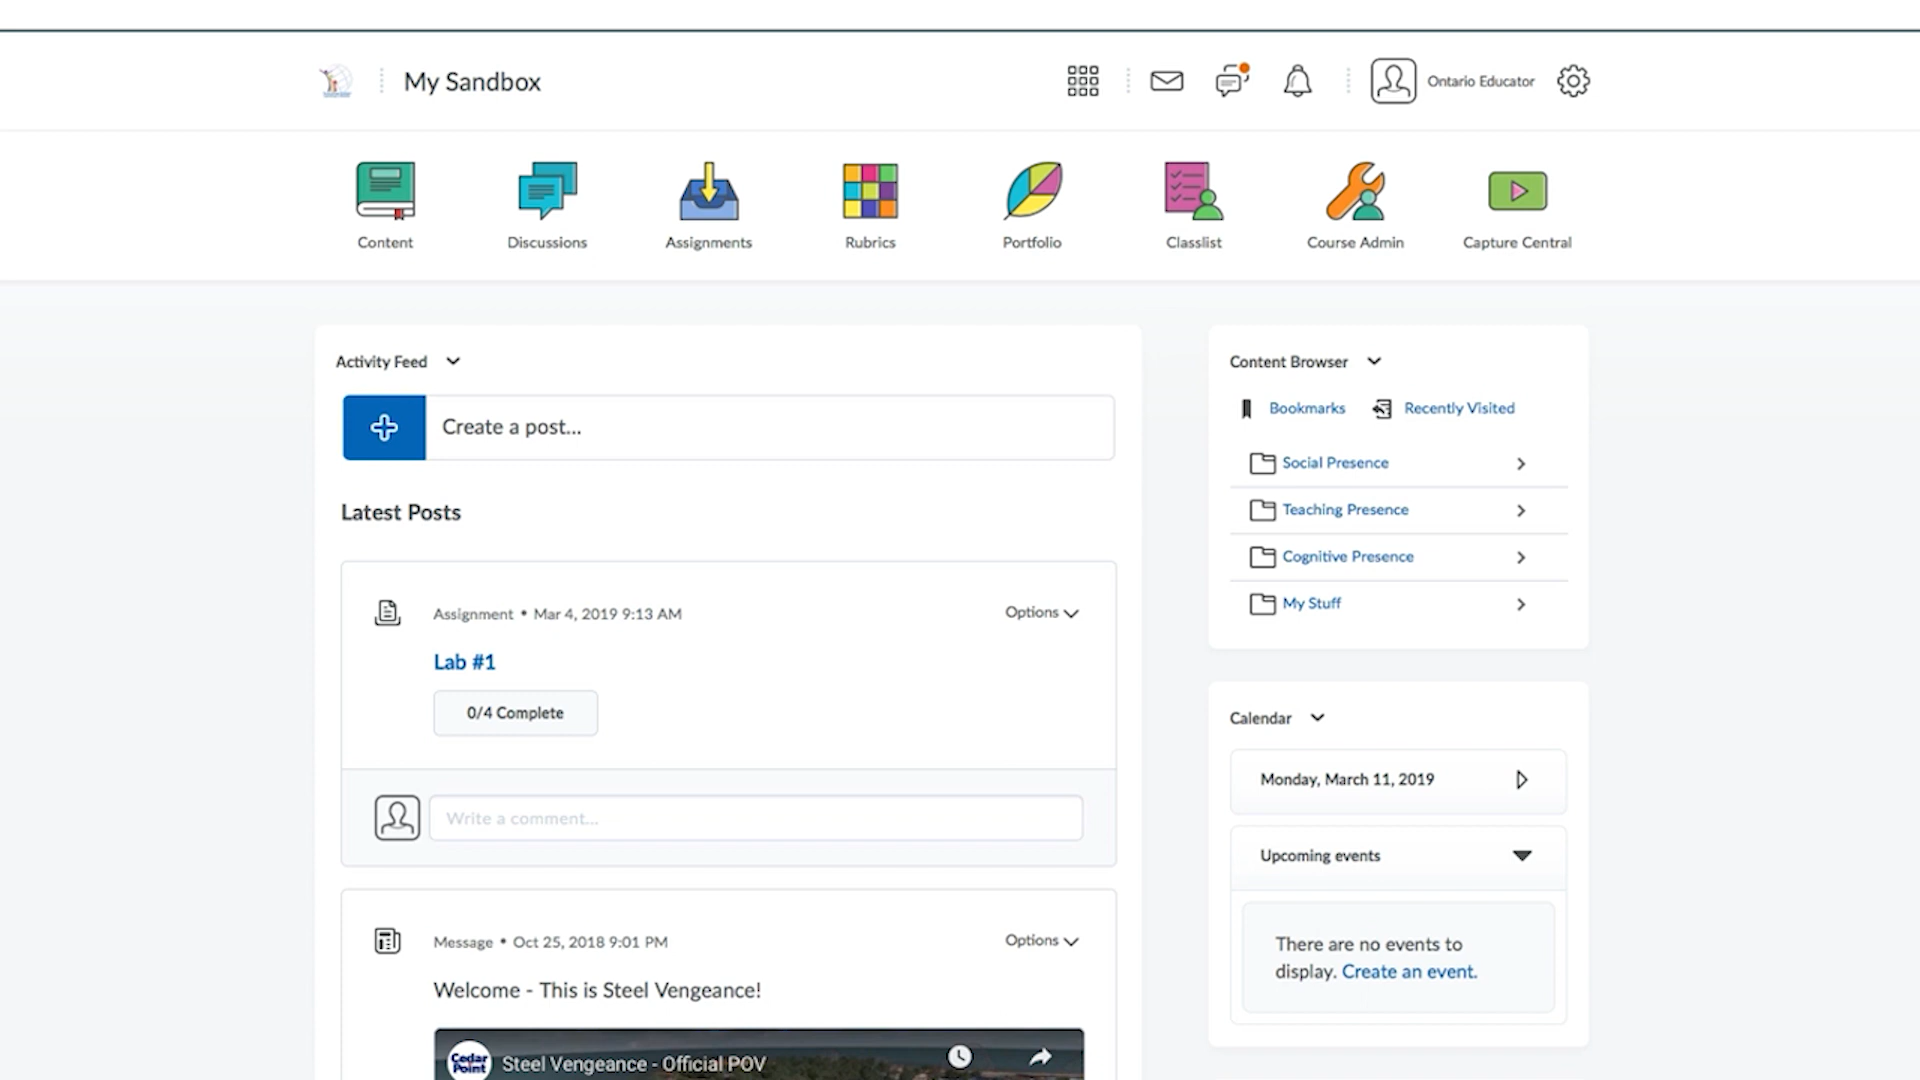 My Sandbox
Ontario Educator
Content
Discussions
Assignments
Rubrics
Portfolio
Classlist
Course Admin
Capture Central
Activity Feed
Create a post...
Latest Posts
Assignment • Mar 4, 2019 9:13 AM
Options
Lab #1
0/4 Complete
Write a comment...
Message • Oct 25, 2018 9:01 PM
Options
Welcome - This is Steel Vengeance!
Cedar Point
Steel Vengeance - Official POV
Content Browser
Bookmarks
Recently Visited
Social Presence
Teaching Presence
Cognitive Presence
My Stuff
Calendar
Monday, March 11, 2019
Upcoming events
There are no events to
display. Create an event.